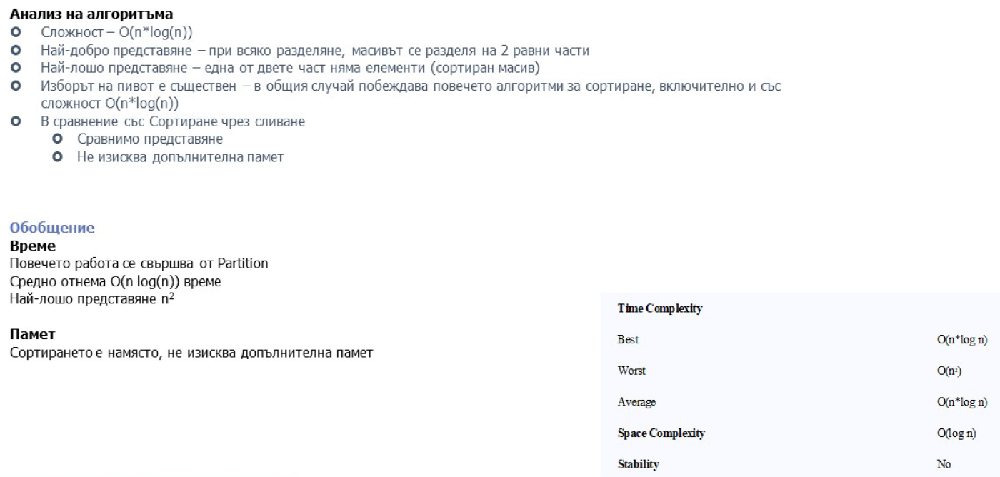 Анализ на алгоритъма
Сложност – O(n*log(n))
Най-добро представяне – при всяко разделяне, масивът се разделя на 2 равни части
Най-лошо представяне – една от двете част няма елементи (сортиран масив)
Изборът на пивот е съществен – в общия случай побеждава повечето алгоритми за сортиране, включително и със
сложност O(n*log(n))
В сравнение със Сортиране чрез сливане
Сравнимо представяне
Не изисква допълнителна памет
Обобщение
Време
Повечето работа се свършва от Partition
Средно отнема O(n log(n)) време
Най-лошо представяне n²
Памет
Сортирането е намясто, не изисква допълнителна памет
Time Complexity
Best O(n*log n)
Worst O(n²)
Average O(n*log n)
Space Complexity O(log n)
Stability No